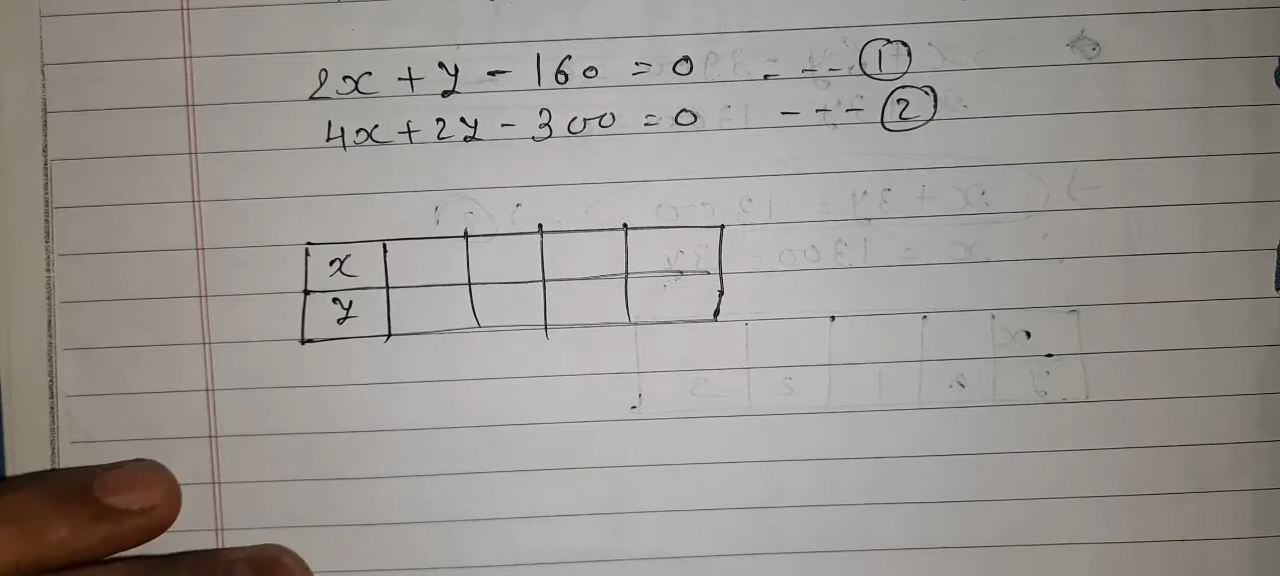 2x + y - 160 = 0 - - - ①
4x + 2y - 300 = 0 - - - ②
x
y